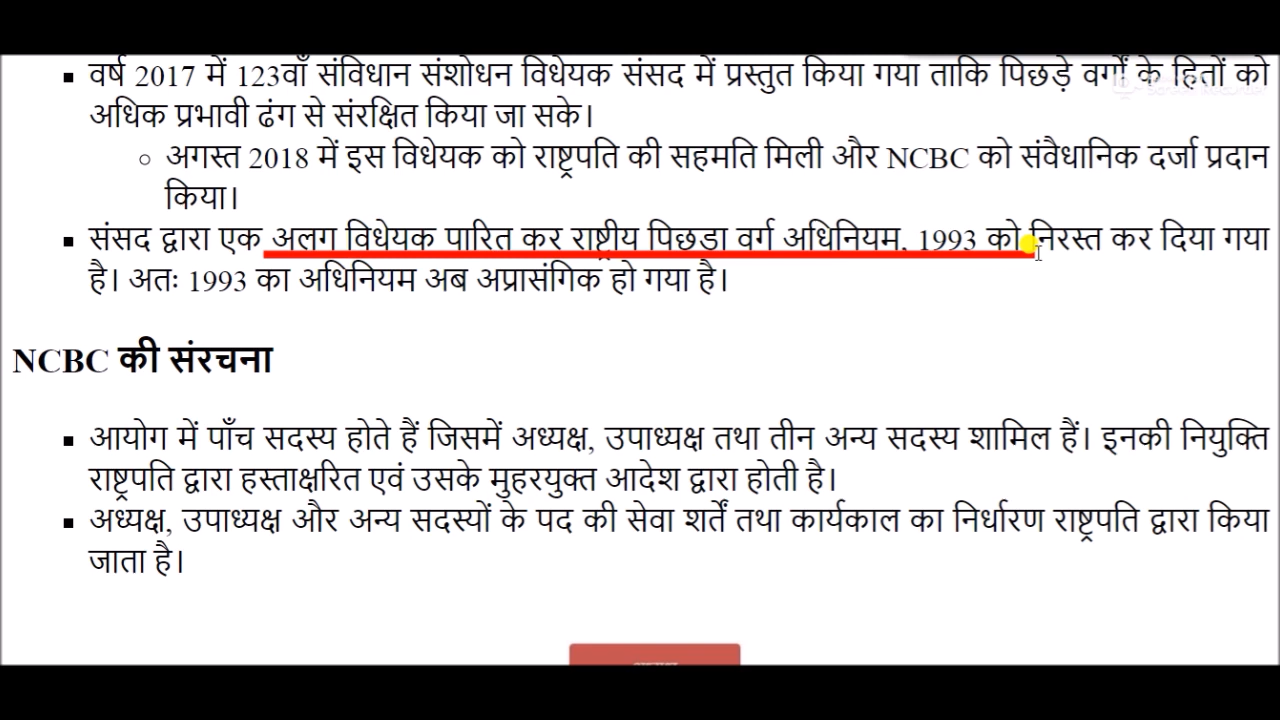 वर्ष 2017 में 123वाँ संविधान संशोधन विधेयक संसद में प्रस्तुत किया गया ताकि पिछड़े वर्गों के हितों को
अधिक प्रभावी ढंग से संरक्षित किया जा सके।
अगस्त 2018 में इस विधेयक को राष्ट्रपति की सहमति मिली और NCBC को संवैधानिक दर्जा प्रदान
किया।
संसद द्वारा एक अलग विधेयक पारित कर राष्ट्रीय पिछड़ा वर्ग अधिनियम, 1993 को निरस्त कर दिया गया
है। अतः 1993 का अधिनियम अब अप्रासंगिक हो गया है।
NCBC की संरचना
आयोग में पाँच सदस्य होते हैं जिसमें अध्यक्ष, उपाध्यक्ष तथा तीन अन्य सदस्य शामिल हैं। इनकी नियुक्ति
राष्ट्रपति द्वारा हस्ताक्षरित एवं उसके मुहरयुक्त आदेश द्वारा होती है।
अध्यक्ष, उपाध्यक्ष और अन्य सदस्यों के पद की सेवा शर्तें तथा कार्यकाल का निर्धारण राष्ट्रपति द्वारा किया
जाता है।